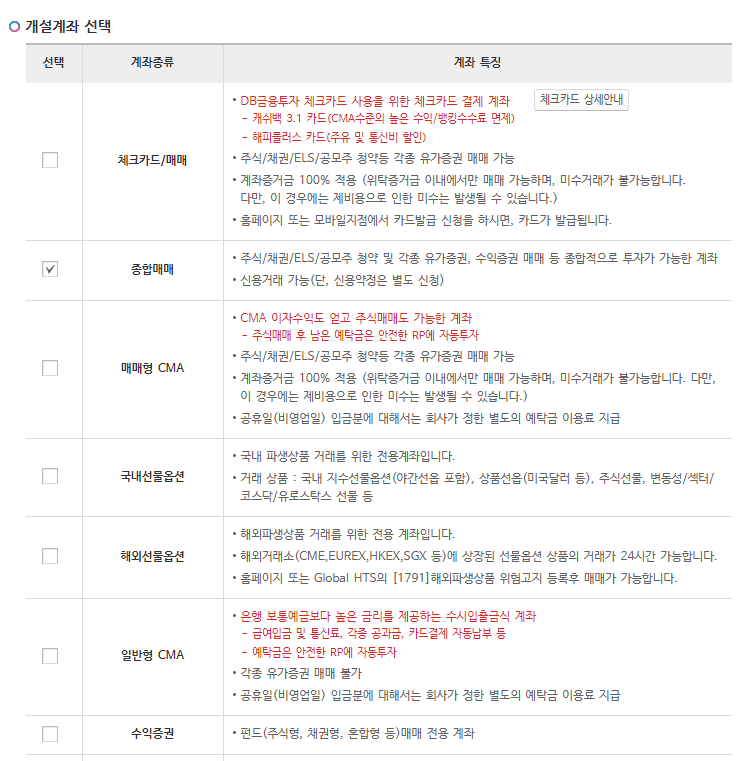 개설계좌 선택
선택 계좌종류 계좌 특징
체크카드/매매
• DB금융투자 체크카드 사용을 위한 체크카드 결제 계좌 체크카드 상세안내
- 캐쉬백 3.1 카드(CMA수준의 높은 수익/뱅킹수수료 면제)
- 해피플러스 카드(주유 및 통신비 할인)
• 주식/채권/ELS/공모주 청약등 각종 유가증권 매매 가능
• 계좌증거금 100% 적용 (위탁증거금 이내에서만 매매 가능하며, 미수거래가 불가능합니다.
다만, 이 경우에는 제비용으로 인한 미수는 발생될 수 있습니다.)
• 홈페이지 또는 모바일지점에서 카드발급 신청을 하시면, 카드가 발급됩니다.
종합매매
• 주식/채권/ELS/공모주 청약 및 각종 유가증권, 수익증권 매매 등 종합적으로 투자가 가능한 계좌
• 신용거래 가능(단, 신용약정은 별도 신청)
매매형 CMA
• CMA 이자수익도 얻고 주식매매도 가능한 계좌
- 주식매매 후 남은 예탁금은 안전한 RP에 자동투자
• 주식/채권/ELS/공모주 청약등 각종 유가증권 매매 가능
• 계좌증거금 100% 적용 (위탁증거금 이내에서만 매매 가능하며, 미수거래가 불가능합니다. 다만,
이 경우에는 제비용으로 인한 미수는 발생될 수 있습니다.)
• 공휴일(비영업일) 입금분에 대해서는 회사가 정한 별도의 예탁금 이용료 지급
국내선물옵션
• 국내 파생상품 거래를 위한 전용계좌입니다.
• 거래 상품 : 국내 지수선물옵션(야간선옵 포함), 상품선옵(미국달러 등), 주식선물, 변동성/섹터/
코스닥/유로스탁스 선물 등
해외선물옵션
• 해외파생상품 거래를 위한 전용 계좌입니다.
• 해외거래소(CME,EUREX,HKEX,SGX 등)에 상장된 선물옵션 상품의 거래가 24시간 가능합니다.
• 홈페이지 또는 Global HTS의 [1791]해외파생상품 위험고지 등록후 매매가 가능합니다.
일반형 CMA
• 은행 보통예금보다 높은 금리를 제공하는 수시입출금식 계좌
- 급여입금 및 통신료, 각종 공과금, 카드결제 자동납부 등
- 예탁금은 안전한 RP에 자동투자
• 각종 유가증권 매매 불가
• 공휴일(비영업일) 입금분에 대해서는 회사가 정한 별도의 예탁금 이용료 지급
수익증권
• 펀드(주식형, 채권형, 혼합형 등)매매 전용 계좌